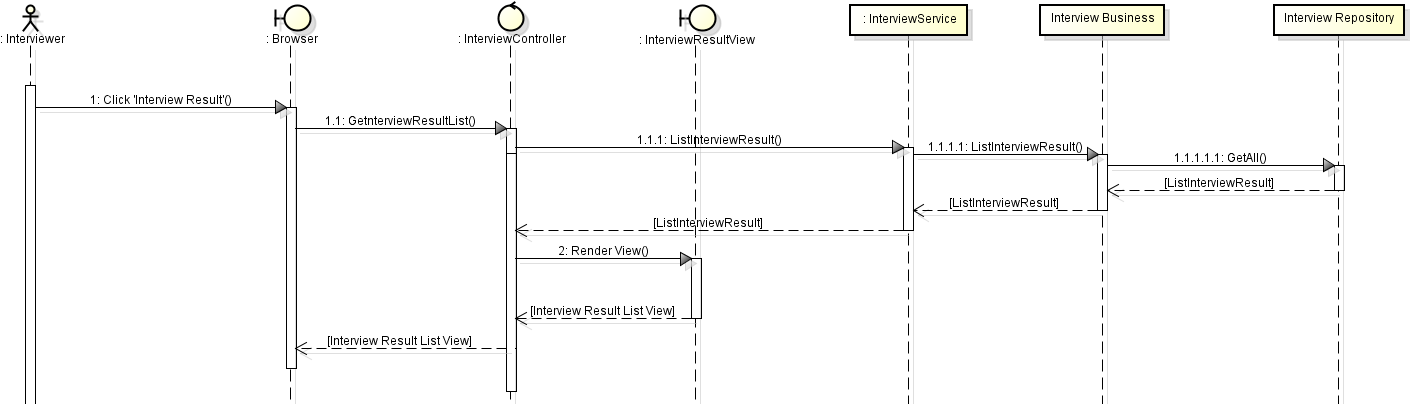 : Interviewer
: Browser
: InterviewController
: InterviewResultView
: InterviewService
Interview Business
Interview Repository
1: Click 'Interview Result'()
1.1: GetnterviewResultList()
1.1.1: ListInterviewResult()
1.1.1.1: ListInterviewResult()
1.1.1.1.1: GetAll()
[ListInterviewResult]
[ListInterviewResult]
[ListInterviewResult]
2: Render View()
[Interview Result List View]
[Interview Result List View]